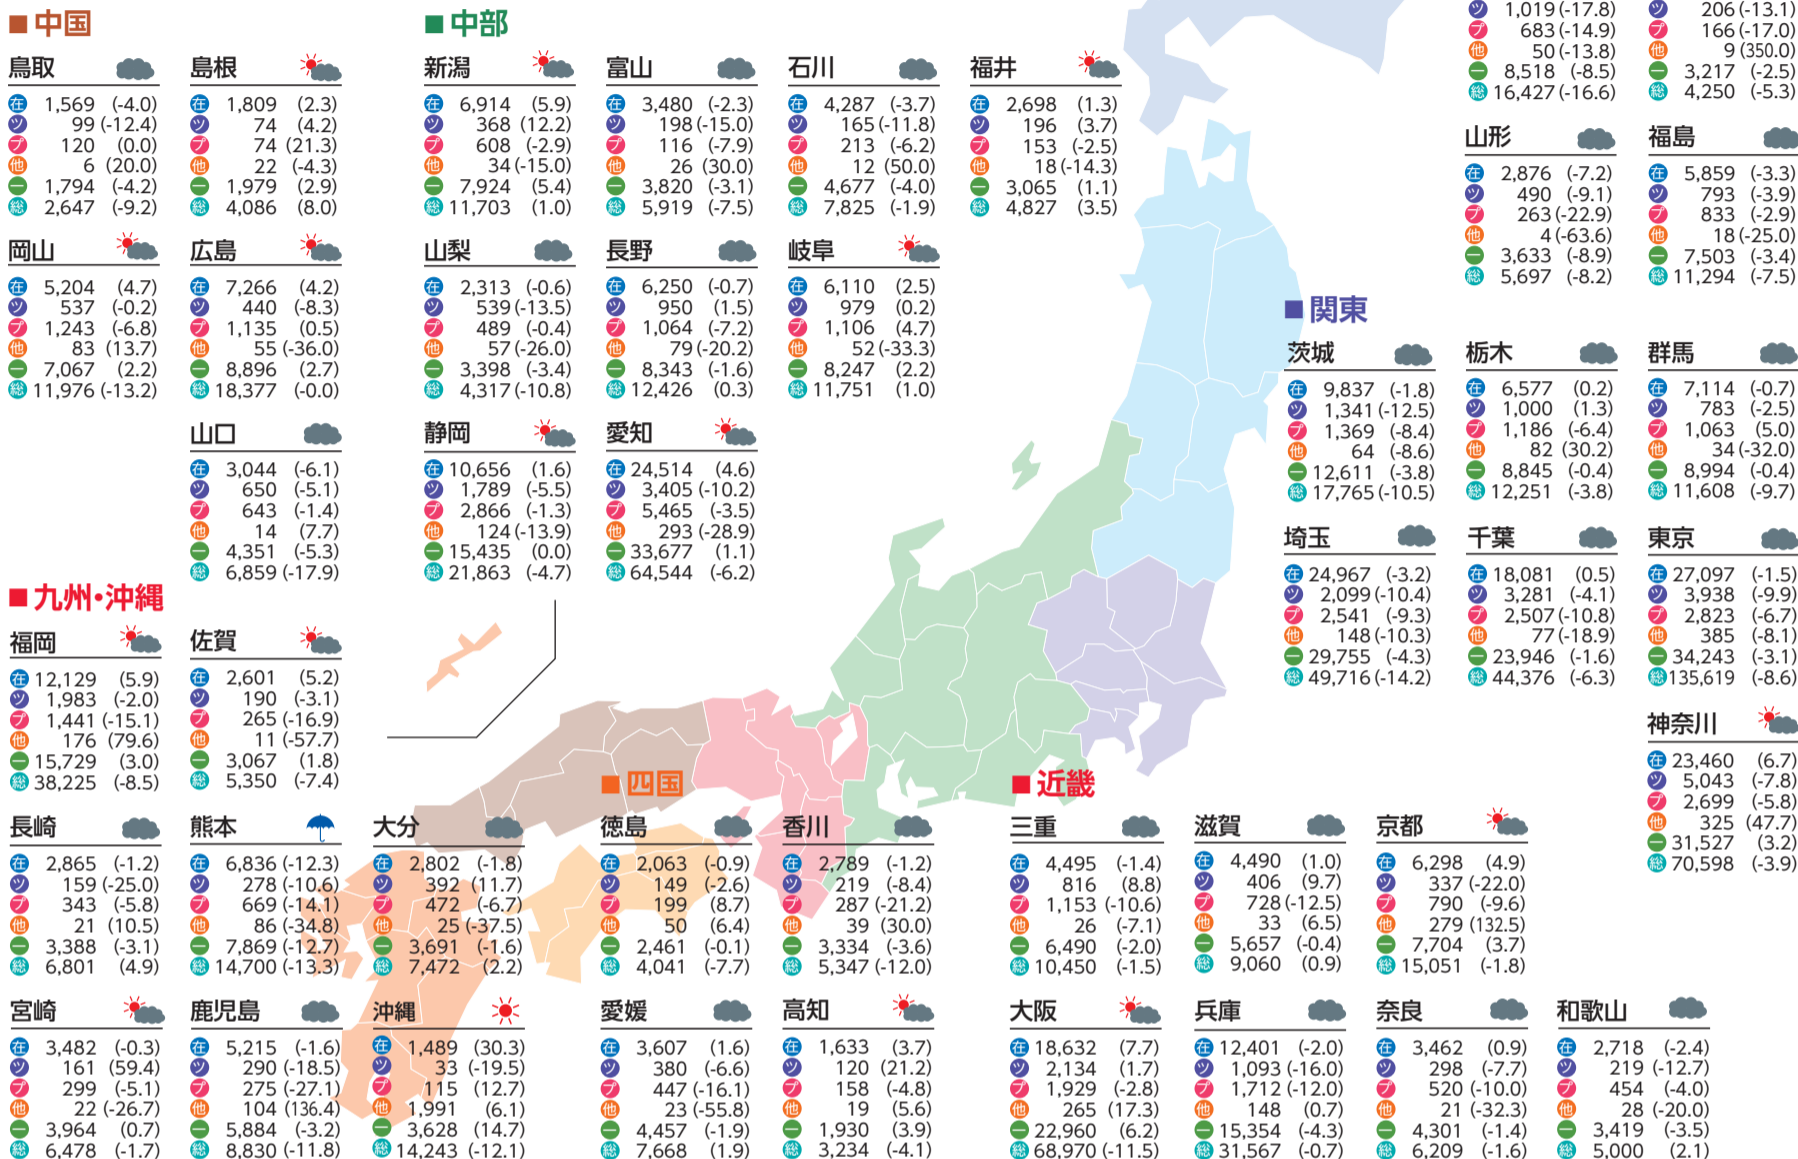 ■中国
鳥取
在 1,569 (-4.0)
ツ 99 (-12.4)
プ 120 (0.0)
他 6 (20.0)
一 1,794 (-4.2)
総 2,647 (-9.2)
島根
在 1,809 (2.3)
ツ 74 (4.2)
プ 74 (21.3)
他 22 (-4.3)
一 1,979 (2.9)
総 4,086 (8.0)
岡山
在 5,204 (4.7)
ツ 537 (-0.2)
プ 1,243 (-6.8)
他 83 (13.7)
一 7,067 (2.2)
総 11,976 (-13.2)
広島
在 7,266 (4.2)
ツ 440 (-8.3)
プ 1,135 (0.5)
他 55 (-36.0)
一 8,896 (2.7)
総 18,377 (-0.0)
山口
在 3,044 (-6.1)
ツ 650 (-5.1)
プ 643 (-1.4)
他 14 (7.7)
一 4,351 (-5.3)
総 6,859 (-17.9)
■中部
新潟
在 6,914 (5.9)
ツ 368 (12.2)
プ 608 (-2.9)
他 34 (-15.0)
一 7,924 (5.4)
総 11,703 (1.0)
富山
在 3,480 (-2.3)
ツ 198 (-15.0)
プ 116 (-7.9)
他 26 (30.0)
一 3,820 (-3.1)
総 5,919 (-7.5)
石川
在 4,287 (-3.7)
ツ 165 (-11.8)
プ 213 (-6.2)
他 12 (50.0)
一 4,677 (-4.0)
総 7,825 (-1.9)
福井
在 2,698 (1.3)
ツ 196 (3.7)
プ 153 (-2.5)
他 18 (-14.3)
一 3,065 (1.1)
総 4,827 (3.5)
山梨
在 2,313 (-0.6)
ツ 539 (-13.5)
プ 489 (-0.4)
他 57 (-26.0)
一 3,398 (-3.4)
総 4,317 (-10.8)
長野
在 6,250 (-0.7)
ツ 950 (1.5)
プ 1,064 (-7.2)
他 79 (-20.2)
一 8,343 (-1.6)
総 12,426 (0.3)
岐阜
在 6,110 (2.5)
ツ 979 (0.2)
プ 1,106 (4.7)
他 52 (-33.3)
一 8,247 (2.2)
総 11,751 (1.0)
静岡
在 10,656 (1.6)
ツ 1,789 (-5.5)
プ 2,866 (-1.3)
他 124 (-13.9)
一 15,435 (0.0)
総 21,863 (-4.7)
愛知
在 24,514 (4.6)
ツ 3,405 (-10.2)
プ 5,465 (-3.5)
他 293 (-28.9)
一 33,677 (1.1)
総 64,544 (-6.2)
ツ 1,019 (-17.8)
プ 683 (-14.9)
他 50 (-13.8)
一 8,518 (-8.5)
総 16,427 (-16.6)
ツ 206 (-13.1)
プ 166 (-17.0)
他 9 (350.0)
一 3,217 (-2.5)
総 4,250 (-5.3)
山形
在 2,876 (-7.2)
ツ 490 (-9.1)
プ 263 (-22.9)
他 4 (-63.6)
一 3,633 (-8.9)
総 5,697 (-8.2)
福島
在 5,859 (-3.3)
ツ 793 (-3.9)
プ 833 (-2.9)
他 18 (-25.0)
一 7,503 (-3.4)
総 11,294 (-7.5)
■関東
茨城
在 9,837 (-1.8)
ツ 1,341 (-12.5)
プ 1,369 (-8.4)
他 64 (-8.6)
一 12,611 (-3.8)
総 17,765 (-10.5)
栃木
在 6,577 (0.2)
ツ 1,000 (1.3)
プ 1,186 (-6.4)
他 82 (30.2)
一 8,845 (-0.4)
総 12,251 (-3.8)
群馬
在 7,114 (-0.7)
ツ 783 (-2.5)
プ 1,063 (5.0)
他 34 (-32.0)
一 8,994 (-0.4)
総 11,608 (-9.7)
埼玉
在 24,967 (-3.2)
ツ 2,099 (-10.4)
プ 2,541 (-9.3)
他 148 (-10.3)
一 29,755 (-4.3)
総 49,716 (-14.2)
千葉
在 18,081 (0.5)
ツ 3,281 (-4.1)
プ 2,507 (-10.8)
他 77 (-18.9)
一 23,946 (-1.6)
総 44,376 (-6.3)
東京
在 27,097 (-1.5)
ツ 3,938 (-9.9)
プ 2,823 (-6.7)
他 385 (-8.1)
一 34,243 (-3.1)
総 135,619 (-8.6)
神奈川
在 23,460 (6.7)
ツ 5,043 (-7.8)
プ 2,699 (-5.8)
他 325 (47.7)
一 31,527 (3.2)
総 70,598 (-3.9)
■九州・沖縄
福岡
在 12,129 (5.9)
ツ 1,983 (-2.0)
プ 1,441 (-15.1)
他 176 (79.6)
一 15,729 (3.0)
総 38,225 (-8.5)
佐賀
在 2,601 (5.2)
ツ 190 (-3.1)
プ 265 (-16.9)
他 11 (-57.7)
一 3,067 (1.8)
総 5,350 (-7.4)
長崎
在 2,865 (-1.2)
ツ 159 (-25.0)
プ 343 (-5.8)
他 21 (10.5)
一 3,388 (-3.1)
総 6,801 (4.9)
熊本
在 6,836 (-12.3)
ツ 278 (-10.6)
プ 669 (-14.1)
他 86 (-34.8)
一 7,869 (-12.7)
総 14,700 (-13.3)
大分
在 2,802 (-1.8)
ツ 392 (11.7)
プ 472 (-6.7)
他 25 (-37.5)
一 3,691 (-1.6)
総 7,472 (2.2)
宮崎
在 3,482 (-0.3)
ツ 161 (59.4)
プ 299 (-5.1)
他 22 (-26.7)
一 3,964 (0.7)
総 6,478 (-1.7)
鹿児島
在 5,215 (-1.6)
ツ 290 (-18.5)
プ 275 (-27.1)
他 104 (136.4)
一 5,884 (-3.2)
総 8,830 (-11.8)
沖縄
在 1,489 (30.3)
ツ 33 (-19.5)
プ 115 (12.7)
他 1,991 (6.1)
一 3,628 (14.7)
総 14,243 (-12.1)
■四国
徳島
在 2,063 (-0.9)
ツ 149 (-2.6)
プ 199 (8.7)
他 50 (6.4)
一 2,461 (-0.1)
総 4,041 (-7.7)
香川
在 2,789 (-1.2)
ツ 219 (-8.4)
プ 287 (-21.2)
他 39 (30.0)
一 3,334 (-3.6)
総 5,347 (-12.0)
愛媛
在 3,607 (1.6)
ツ 380 (-6.6)
プ 447 (-16.1)
他 23 (-55.8)
一 4,457 (-1.9)
総 7,668 (1.9)
高知
在 1,633 (3.7)
ツ 120 (21.2)
プ 158 (-4.8)
他 19 (5.6)
一 1,930 (3.9)
総 3,234 (-4.1)
■近畿
三重
在 4,495 (-1.4)
ツ 816 (8.8)
プ 1,153 (-10.6)
他 26 (-7.1)
一 6,490 (-2.0)
総 10,450 (-1.5)
滋賀
在 4,490 (1.0)
ツ 406 (9.7)
プ 728 (-12.5)
他 33 (6.5)
一 5,657 (-0.4)
総 9,060 (0.9)
京都
在 6,298 (4.9)
ツ 337 (-22.0)
プ 790 (-9.6)
他 279 (132.5)
一 7,704 (3.7)
総 15,051 (-1.8)
大阪
在 18,632 (7.7)
ツ 2,134 (1.7)
プ 1,929 (-2.8)
他 265 (17.3)
一 22,960 (6.2)
総 68,970 (-11.5)
兵庫
在 12,401 (-2.0)
ツ 1,093 (-16.0)
プ 1,712 (-12.0)
他 148 (0.7)
一 15,354 (-4.3)
総 31,567 (-0.7)
奈良
在 3,462 (0.9)
ツ 298 (-7.7)
プ 520 (-10.0)
他 21 (-32.3)
一 4,301 (-1.4)
総 6,209 (-1.6)
和歌山
在 2,718 (-2.4)
ツ 219 (-12.7)
プ 454 (-4.0)
他 28 (-20.0)
一 3,419 (-3.5)
総 5,000 (2.1)